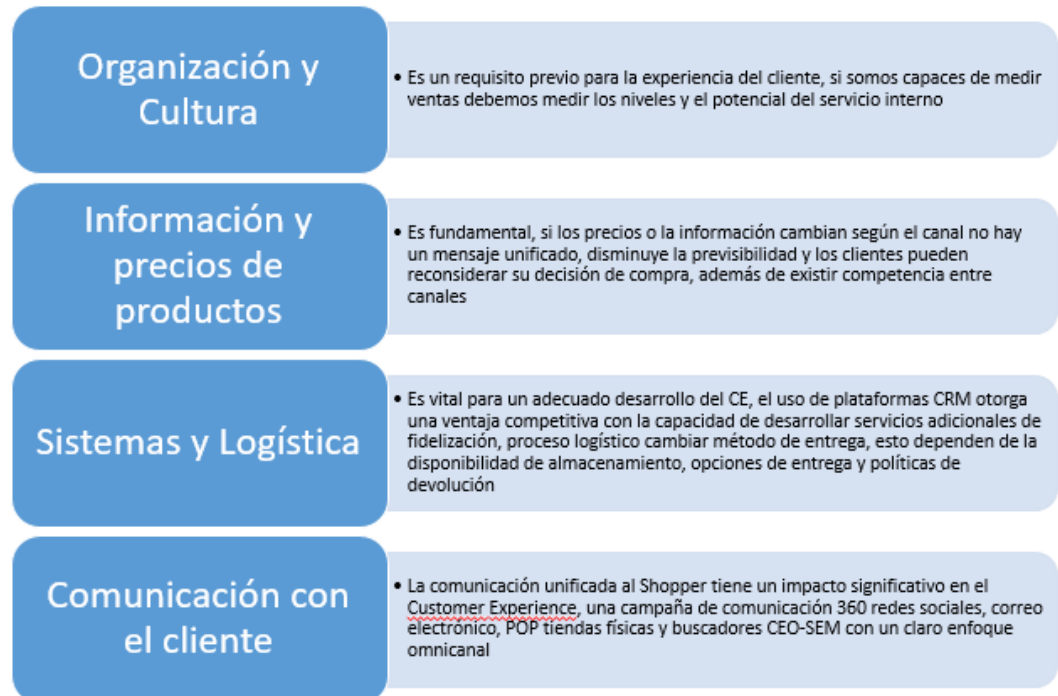 Organización y
Cultura
• Es un requisito previo para la experiencia del cliente, si somos capaces de medir
ventas debemos medir los niveles y el potencial del servicio interno
Información y
precios de
productos
• Es fundamental, si los precios o la información cambian según el canal no hay
un mensaje unificado, disminuye la previsibilidad y los clientes pueden
reconsiderar su decisión de compra, además de existir competencia entre
canales
Sistemas y Logística
• Es vital para un adecuado desarrollo del CE, el uso de plataformas CRM otorga
una ventaja competitiva con la capacidad de desarrollar servicios adicionales de
fidelización, proceso logístico cambiar método de entrega, esto dependen de la
disponibilidad de almacenamiento, opciones de entrega y políticas de
devolución
Comunicación con
el cliente
• La comunicación unificada al Shopper tiene un impacto significativo en el
Customer Experience, una campaña de comunicación 360 redes sociales, correo
electrónico, POP tiendas físicas y buscadores CEO-SEM con un claro enfoque
omnicanal